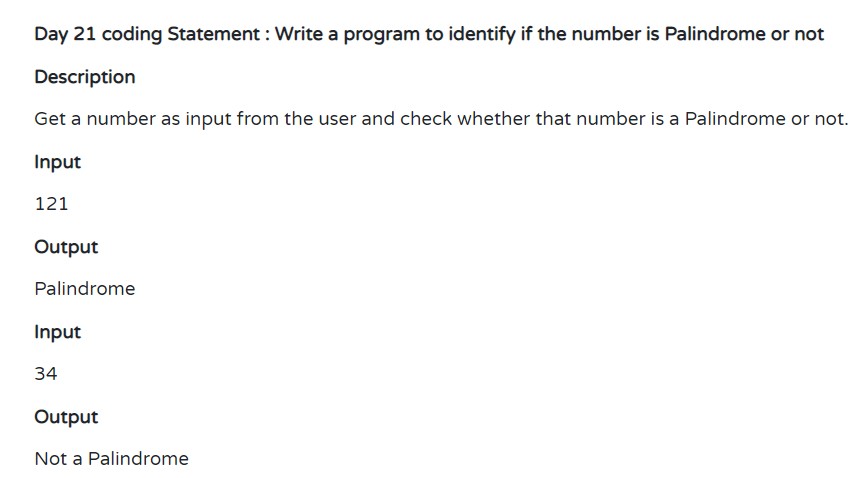 Day 21 coding Statement : Write a program to identify if the number is Palindrome or not
Description
Get a number as input from the user and check whether that number is a Palindrome or not.
Input
121
Output
Palindrome
Input
34
Output
Not a Palindrome